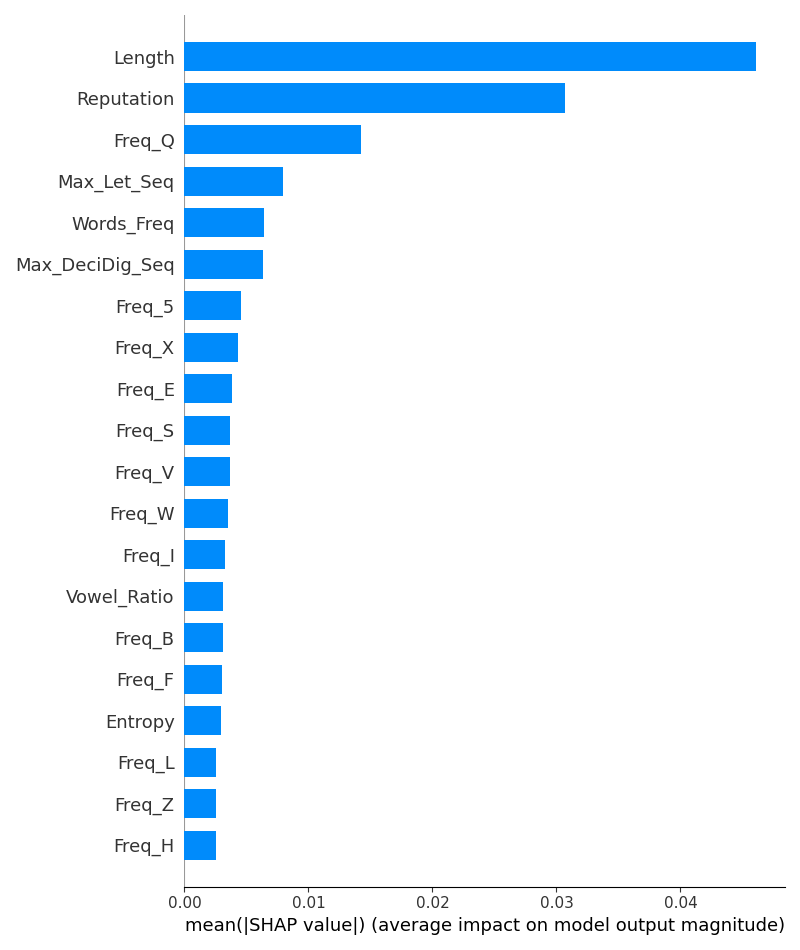 Length
Reputation
Freq_Q
Max_Let_Seq
Words_Freq
Max_DeciDig_Seq
Freq_5
Freq_X
Freq_E
Freq_S
Freq_V
Freq_W
Freq_I
Vowel_Ratio
Freq_B
Freq_F
Entropy
Freq_L
Freq_Z
Freq_H
0.00 0.01 0.02 0.03 0.04
mean(|SHAP value|) (average impact on model output magnitude)